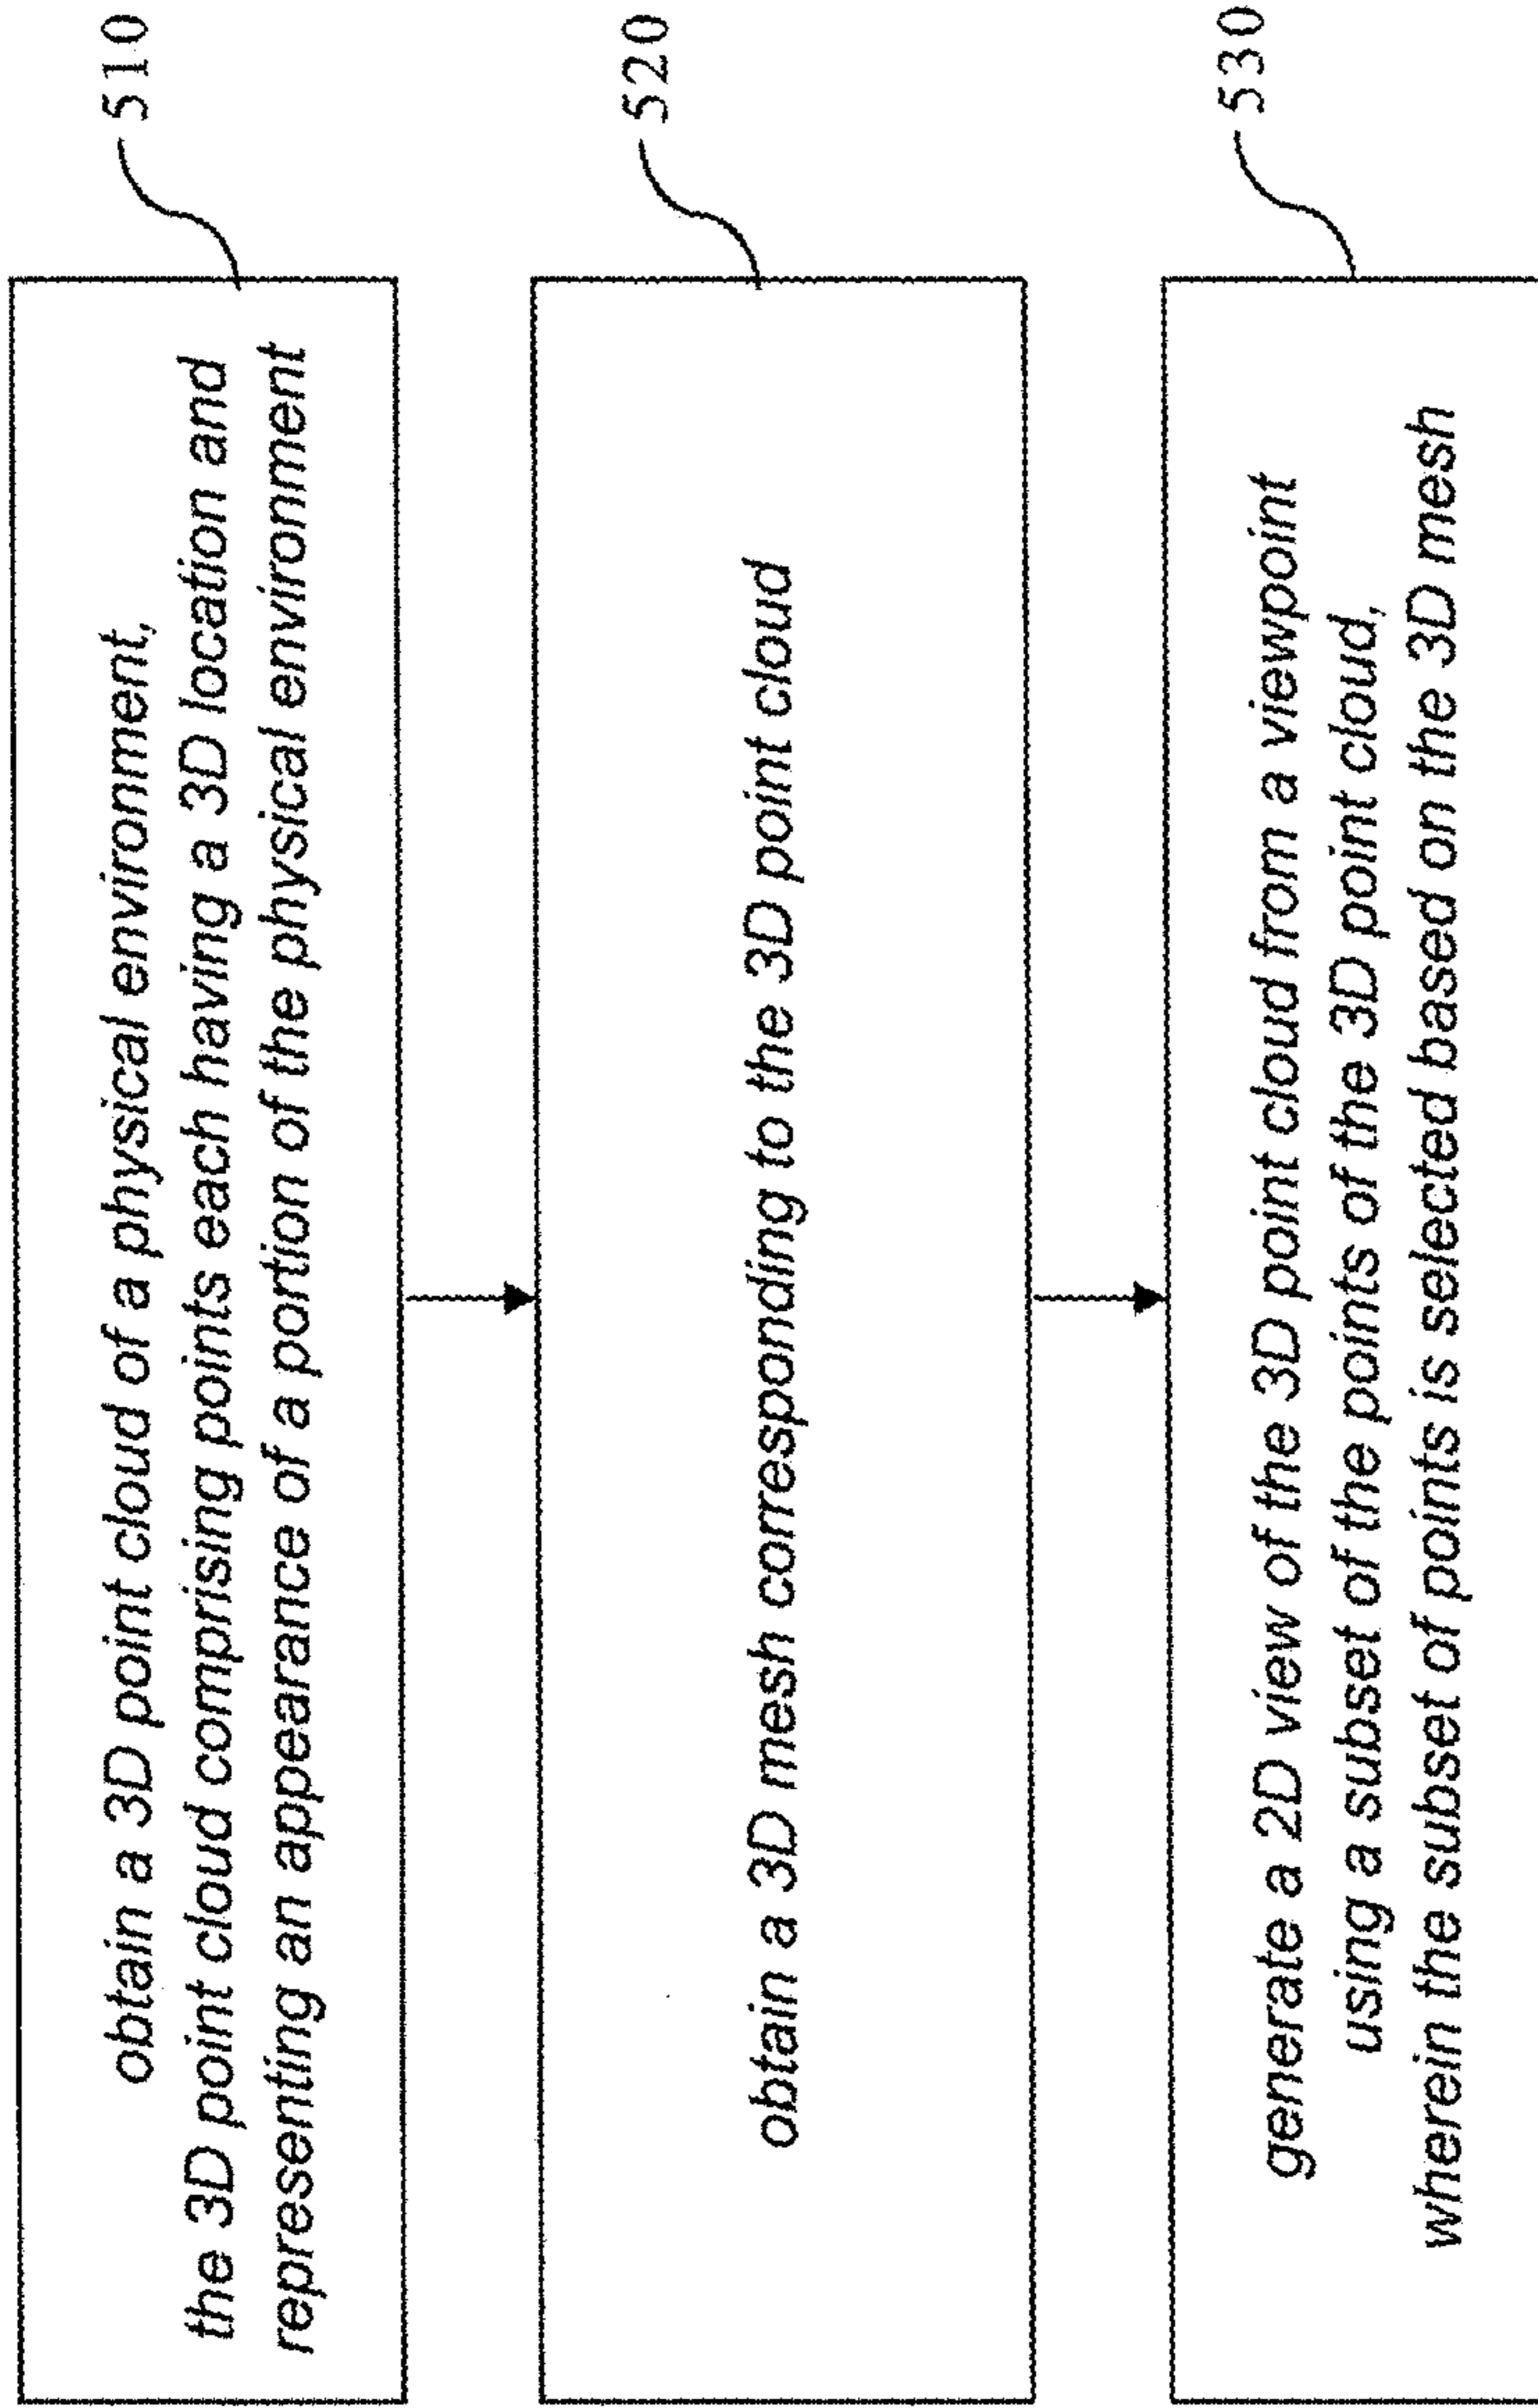 obtain a 3D point cloud of a physical environment,
the 3D point cloud comprising points each having a 3D location and
representing an appearance of a portion of the physical environment
510
obtain a 3D mesh corresponding to the 3D point cloud
520
generate a 2D view of the 3D point cloud from a viewpoint
using a subset of the points of the 3D point cloud,
wherein the subset of points is selected based on the 3D mesh
530